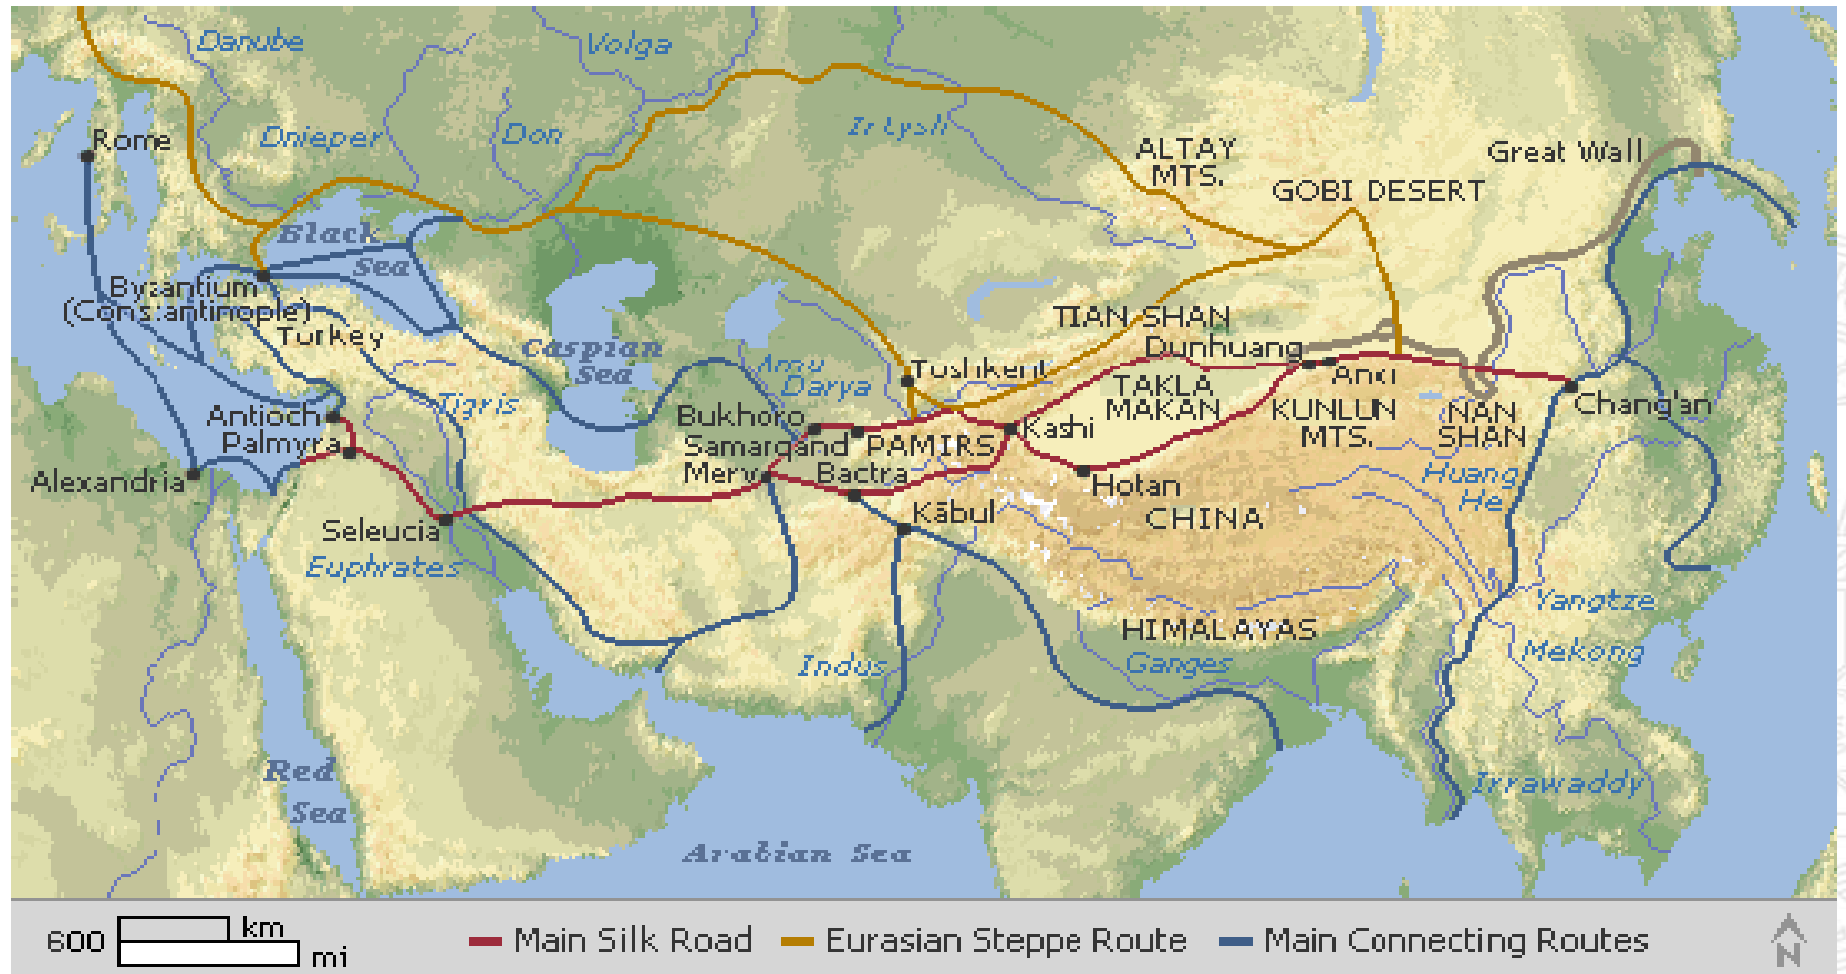 Danube
Volga
Rome
Dnieper
Don
Irtysh
ALTAY
MTS.
Great Wall
GOBI DESERT
Black
Sea
Byzantium
(Constantinople)
Turkey
TIAN SHAN
Dunhuang
Caspian
Sea
Amu
Darya
Toshkent
Anxi
TAKLA
MAKAN
Tigris
Antioch
Palmyra
Bukhoro
Samarqand
PAMIRS
Kashi
KUNLUN
MTS.
NAN
SHAN
Chang'an
Alexandria
Merv
Bactra
Hotan
Huang
He
Seleucia
Kābul
CHINA
Euphrates
Yangtze
HIMALAYAS
Indus
Ganges
Mekong
Red
Sea
Irrawaddy
Arabian Sea
600
km
mi
Main Silk Road
Eurasian Steppe Route
Main Connecting Routes
N